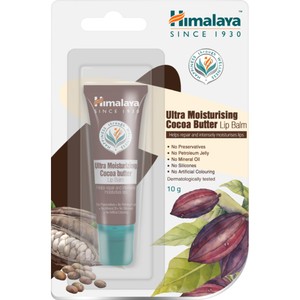 Himalaya
SINCE 1930
Ultra Moisturising
Cocoa Butter Lip Balm
Helps repair and intensely moisturises lips
• No Preservatives
• No Petroleum Jelly
• No Mineral Oil
• No Silicones
• No Artificial Colouring
Dermatologically tested
10 g
Himalaya
SINCE 1930
Ultra Moisturising
Cocoa Butter
Lip Balm